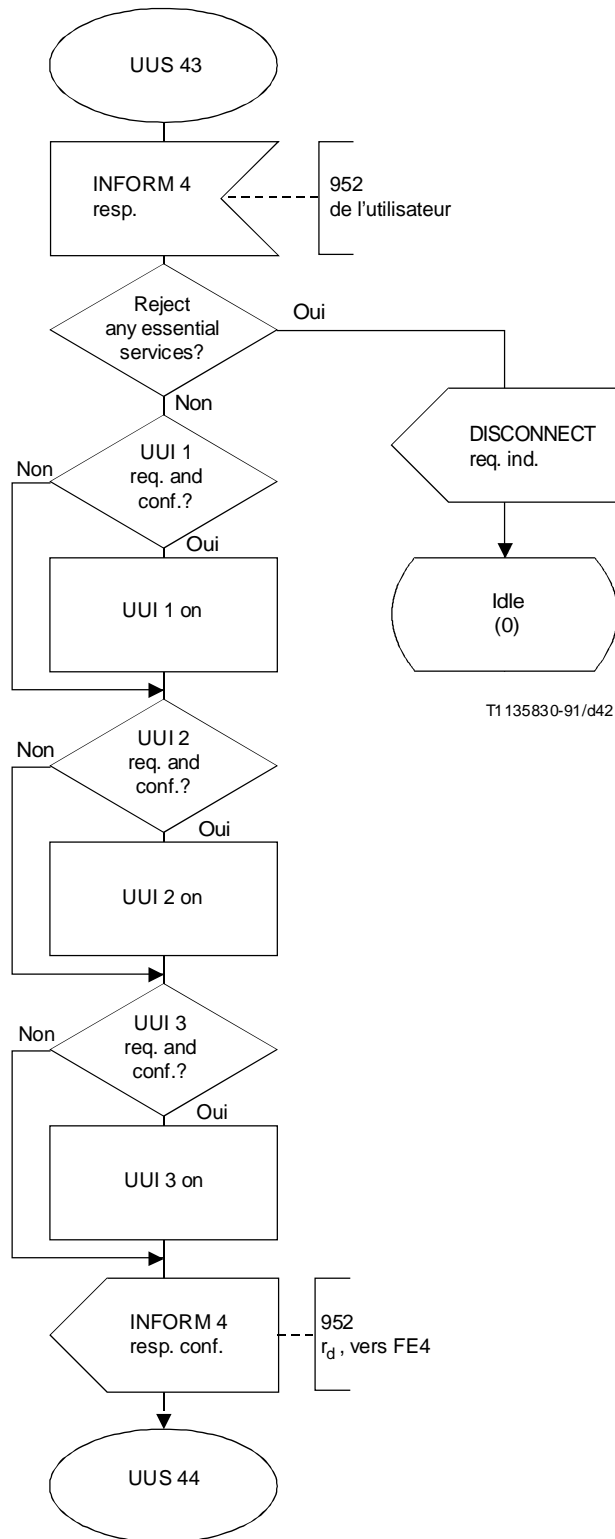 UUS 43
INFORM 4
resp.
952
de l'utilisateur
Reject
any essential
services?
Oui
Non
DISCONNECT
req. ind.
Idle
(0)
T1135830-91/d42
UUI 1
req. and
conf.?
Non
Oui
UUI 1 on
UUI 2
req. and
conf.?
Non
Oui
UUI 2 on
UUI 3
req. and
conf.?
Non
Oui
UUI 3 on
INFORM 4
resp. conf.
952
rd , vers FE4
UUS 44